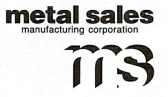 metal sales
manufacturing corporation
ms